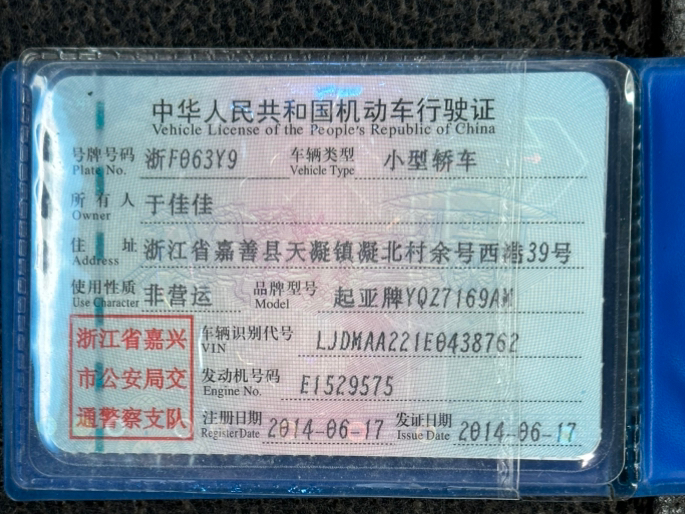 中华人民共和国机动车行驶证
Vehicle License of the People's Republic of China
号牌号码 浙F063Y9 车辆类型 小型轿车
Plate No. Vehicle Type
所有人 于佳佳
Owner
住址 浙江省嘉善县天凝镇凝北村余号西港39号
Address
使用性质 非营运 品牌型号 起亚牌YQZ7169AM
Use Character Model
浙江省嘉兴
市公安局交
通警察支队
车辆识别代号 LJDMAA221E0438762
VIN
发动机号码 E1529575
Engine No.
注册日期 2014-06-17 发证日期 2014-06-17
Register Date Issue Date